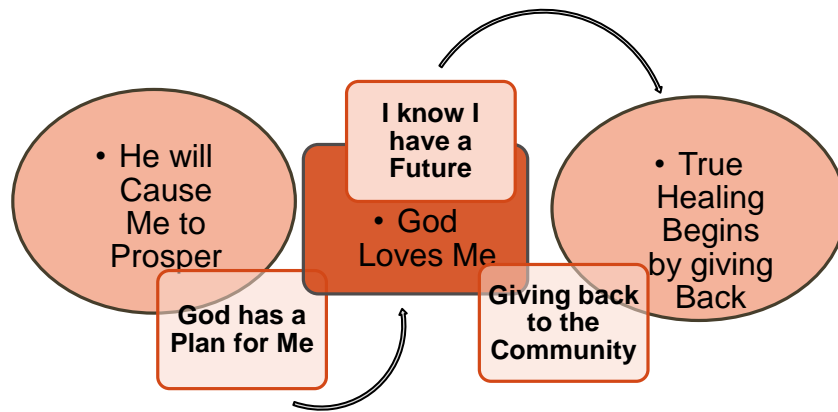 • He will
Cause
Me to
Prosper
God has a
Plan for Me
I know I
have a
Future
• God
Loves Me
Giving back
to the
Community
• True
Healing
Begins
by giving
Back